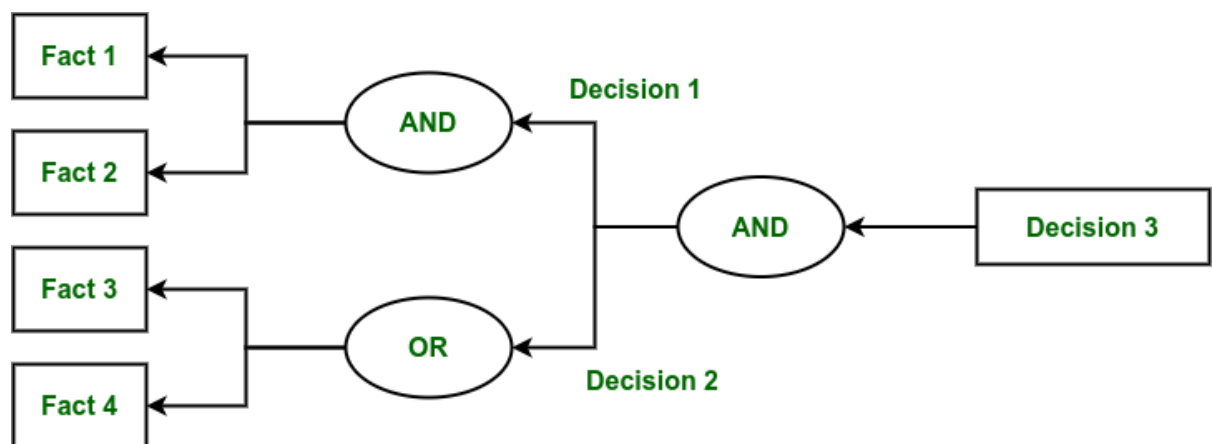 Fact 1
Fact 2
Fact 3
Fact 4
AND
OR
Decision 1
Decision 2
AND
Decision 3